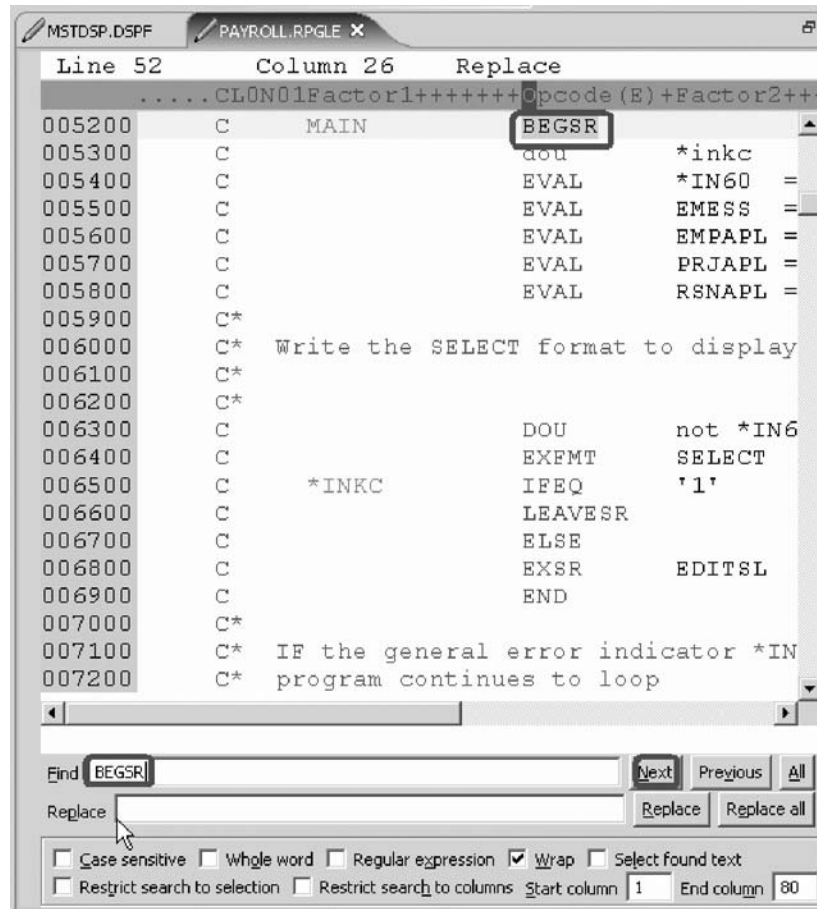 MSTDSP.DSPF PAYROLL.RPGLE
Line 52 Column 26 Replace
.....CL0N01Factor1+++++++Opcode(E)+Factor2++
005200 C MAIN BEGSR
005300 C dou *inkc
005400 C EVAL *IN60 =
005500 C EVAL EMESS =
005600 C EVAL EMPAPL =
005700 C EVAL PRJAPL =
005800 C EVAL RSNAPL =
005900 C*
006000 C* Write the SELECT format to display
006100 C*
006200 C*
006300 C DOU not *IN6
006400 C EXFMT SELECT
006500 C *INKC IFEQ '1'
006600 C LEAVESR
006700 C ELSE
006800 C EXSR EDITSL
006900 C END
007000 C*
007100 C* IF the general error indicator *IN
007200 C* program continues to loop
Find BEGSR Next Previous All
Replace Replace Replace all
Case sensitive Whole word Regular expression Wrap Select found text
Restrict search to selection Restrict search to columns Start column 1 End column 80